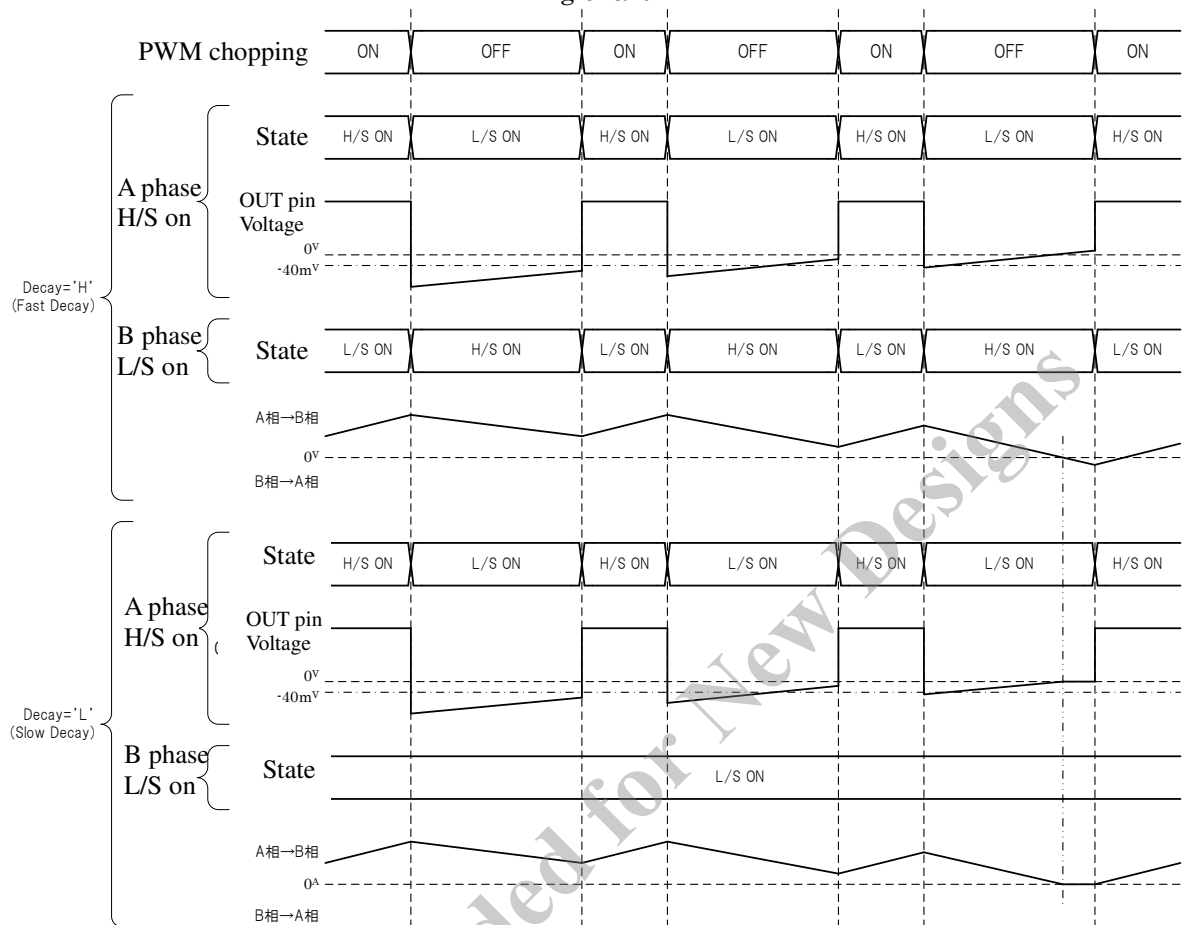 PWM chopping ON OFF ON OFF ON OFF ON
State H/S ON L/S ON H/S ON L/S ON H/S ON L/S ON H/S ON
A phase
H/S on
OUT pin
Voltage
0V
-40mV
Decay='H'
(Fast Decay)
B phase
L/S on
State L/S ON H/S ON L/S ON H/S ON L/S ON H/S ON L/S ON
A相→B相
0V
B相→A相
State H/S ON L/S ON H/S ON L/S ON H/S ON L/S ON H/S ON
A phase
H/S on
OUT pin
Voltage
0V
-40mV
Decay='L'
(Slow Decay)
B phase
L/S on
State L/S ON
A相→B相
0A
B相→A相
for New Designs